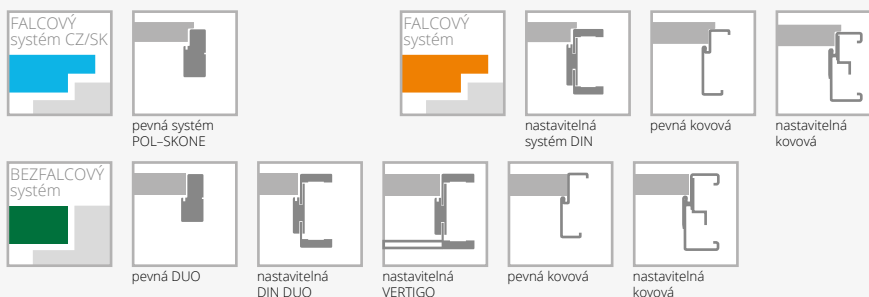 FALCOVÝ
systém CZ/SK
pevná systém
POL–SKONE
FALCOVÝ
systém
nastavitelná
systém DIN
pevná kovová
nastavitelná
kovová
BEZFALCOVÝ
systém
pevná DUO
nastavitelná
DIN DUO
nastavitelná
VERTIGO
pevná kovová
nastavitelná
kovová